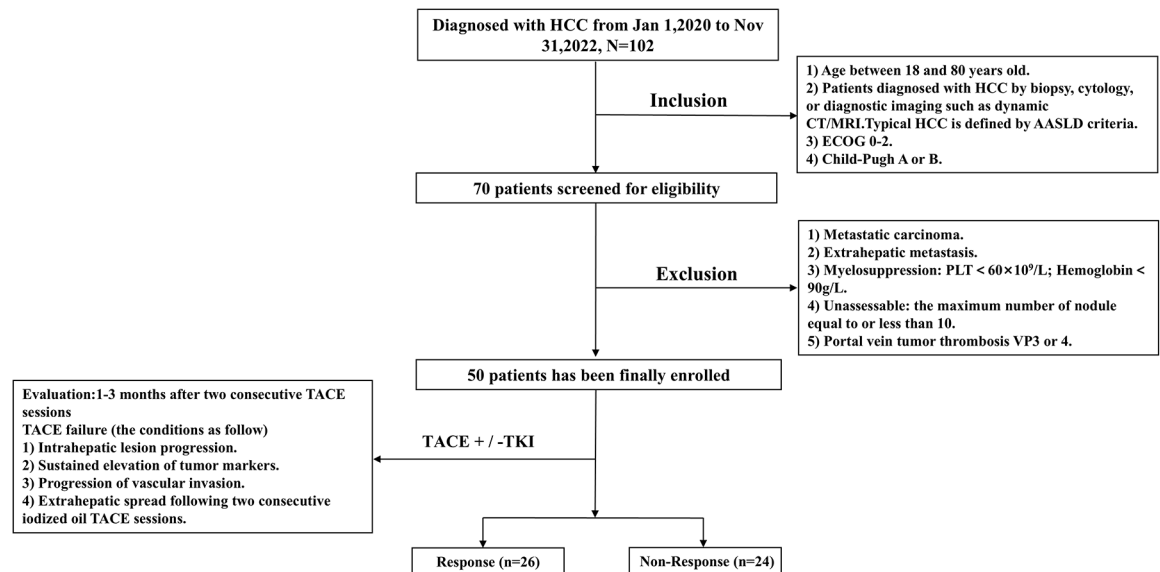 Diagnosed with HCC from Jan 1,2020 to Nov
31,2022, N=102
Inclusion
1) Age between 18 and 80 years old.
2) Patients diagnosed with HCC by biopsy, cytology,
or diagnostic imaging such as dynamic
CT/MRI.Typical HCC is defined by AASLD criteria.
3) ECOG 0-2.
4) Child-Pugh A or B.
70 patients screened for eligibility
Exclusion
1) Metastatic carcinoma.
2) Extrahepatic metastasis.
3) Myelosuppression: PLT < 60×10⁹/L; Hemoglobin <
90g/L.
4) Unassessable: the maximum number of nodule
equal to or less than 10.
5) Portal vein tumor thrombosis VP3 or 4.
50 patients has been finally enrolled
TACE + / -TKI
Evaluation:1-3 months after two consecutive TACE
sessions
TACE failure (the conditions as follow)
1) Intrahepatic lesion progression.
2) Sustained elevation of tumor markers.
3) Progression of vascular invasion.
4) Extrahepatic spread following two consecutive
iodized oil TACE sessions.
Response (n=26)
Non-Response (n=24)